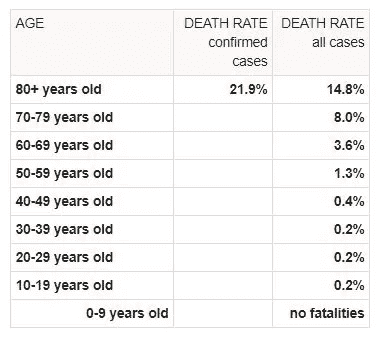 AGE DEATH RATE DEATH RATE
confirmed all cases
cases
80+ years old 21.9% 14.8%
70-79 years old 8.0%
60-69 years old 3.6%
50-59 years old 1.3%
40-49 years old 0.4%
30-39 years old 0.2%
20-29 years old 0.2%
10-19 years old 0.2%
0-9 years old no fatalities